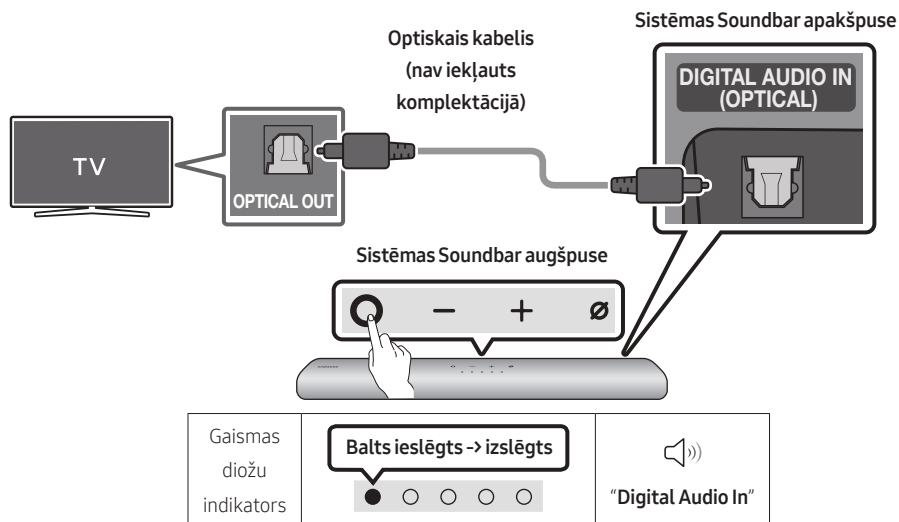 Sistēmas Soundbar apakšpuse
Optiskais kabelis
(nav iekļauts
komplektācijā)
DIGITAL AUDIO IN
(OPTICAL)
TV
OPTICAL OUT
Sistēmas Soundbar augšpuse
Gaismas
diožu
indikators
Balts ieslēgts -> izslēgts
“Digital Audio In”